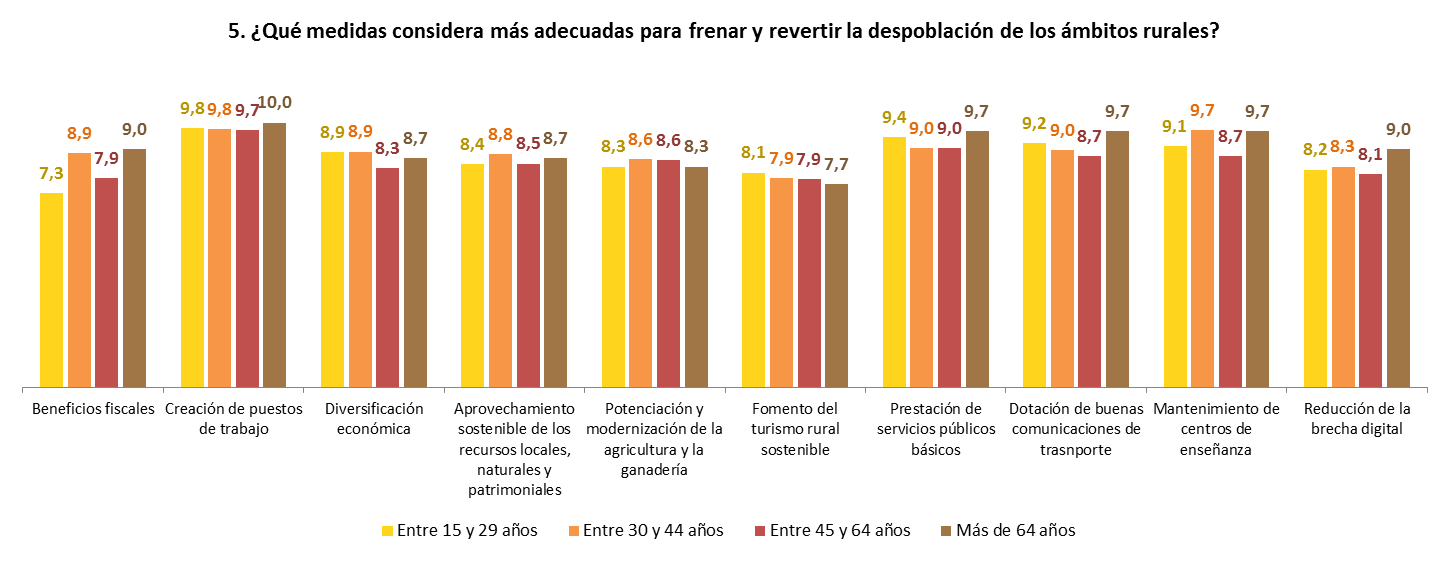 5. ¿Qué medidas considera más adecuadas para frenar y revertir la despoblación de los ámbitos rurales?
7,3 8,9 7,9 9,0
9,8 9,8 9,7 10,0
8,9 8,9 8,3 8,7
8,4 8,8 8,5 8,7
8,3 8,6 8,6 8,3
8,1 7,9 7,9 7,7
9,4 9,0 9,0 9,7
9,2 9,0 8,7 9,7
9,1 9,7 8,7 9,7
8,2 8,3 8,1 9,0
Beneficios fiscales
Creación de puestos
de trabajo
Diversificación
económica
Aprovechamiento
sostenible de los
recursos locales,
naturales y
patrimoniales
Potenciación y
modernización de la
agricultura y la
ganadería
Fomento del
turismo rural
sostenible
Prestación de
servicios públicos
básicos
Dotación de buenas
comunicaciones de
trasnporte
Mantenimiento de
centros de
enseñanza
Reducción de la
brecha digital
Entre 15 y 29 años
Entre 30 y 44 años
Entre 45 y 64 años
Más de 64 años